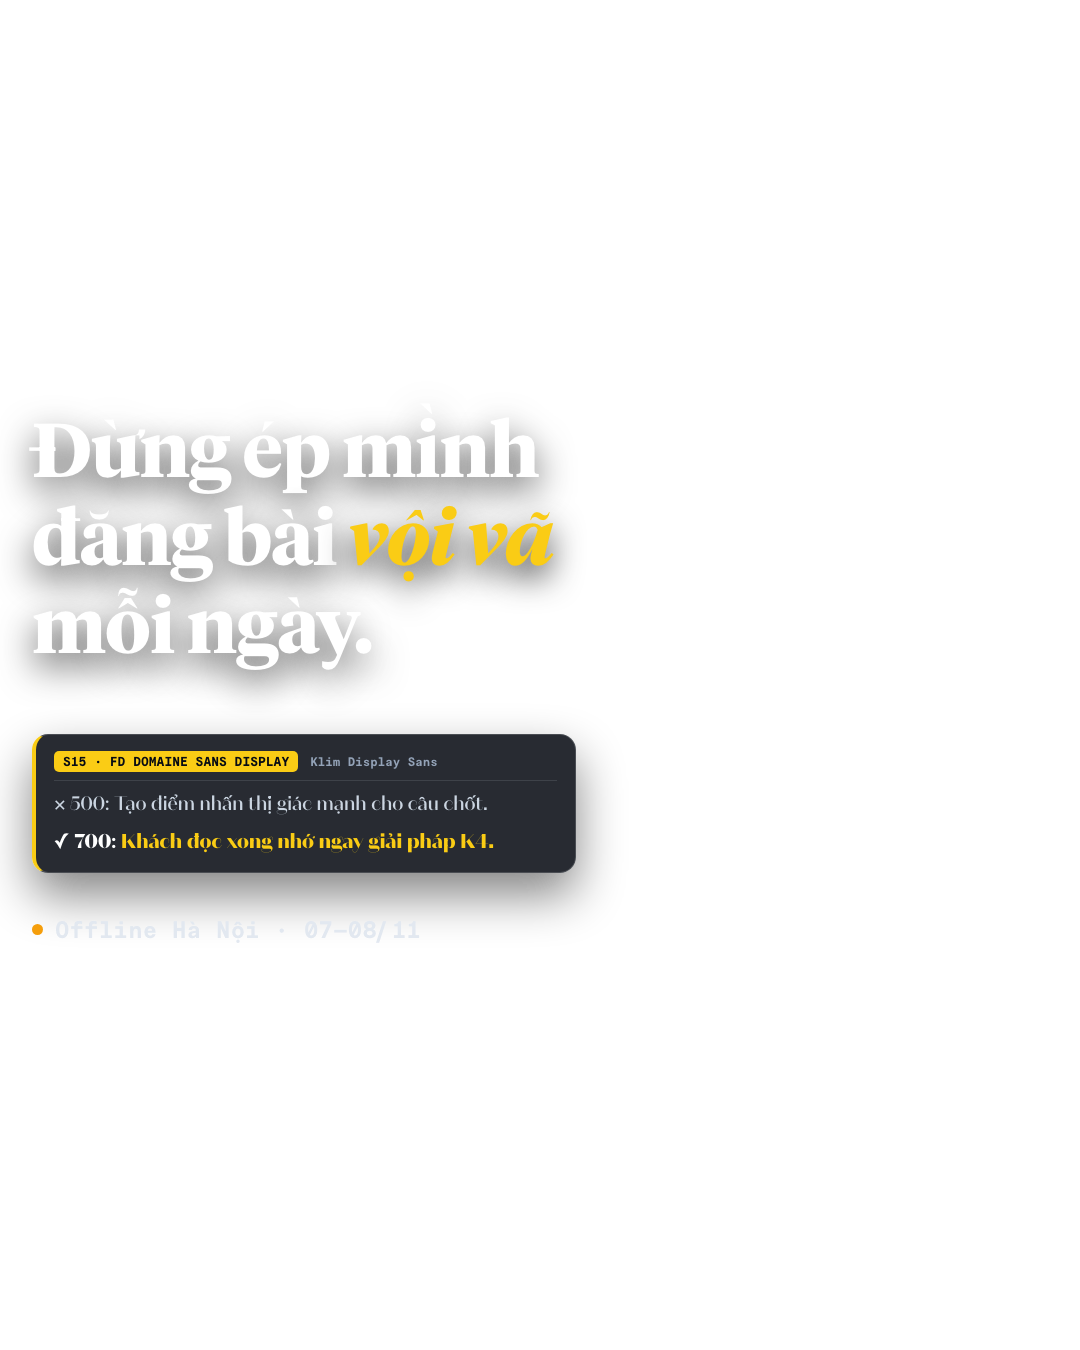 Đừng ép mình
đăng bài vội vã
mỗi ngày.
S15 · FD DOMAINE SANS DISPLAY Klim Display Sans
× 500: Tạo điểm nhấn thị giác mạnh cho câu chốt.
✓ 700: Khách đọc xong nhớ ngay giải pháp K4.
Offline Hà Nội · 07–08/11